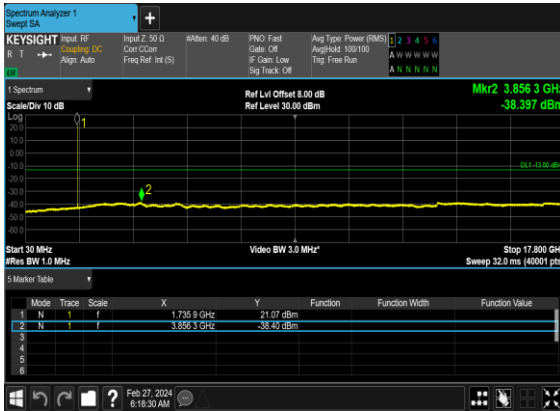 Spectrum Analyzer 1
Swept SA
+
KEYSIGHT Input: RF Input Z: 50 Ω #Atten: 40 dB PNO: Fast Avg Type: Power (RMS) 1 2 3 4 5 6
R T Coupling: DC Corr CCorr Gate: Off Avg|Hold: 100/100 A W W W W W
Align: Auto Freq Ref: Int (S) IF Gain: Low Trig: Free Run
Sig Track: Off A N N N N N
1 Spectrum
Ref Lvl Offset 8.00 dB Mkr2 3.856 3 GHz
Scale/Div 10 dB Ref Level 30.00 dBm -38.397 dBm
Log
20.0
10.0
0.00
-10.0
-20.0
-30.0
-40.0
-50.0
-60.0
1
DL1 -13.00 dBm
2
Start 30 MHz Video BW 3.0 MHz* Stop 17.800 GHz
#Res BW 1.0 MHz Sweep 32.0 ms (40001 pts)
5 Marker Table
Mode Trace Scale X Y Function Function Width Function Value
1 N 1 f 1.735 9 GHz 21.07 dBm
2 N 1 f 3.856 3 GHz -38.40 dBm
3
4
5
6
?
Feb 27, 2024
6:18:30 AM